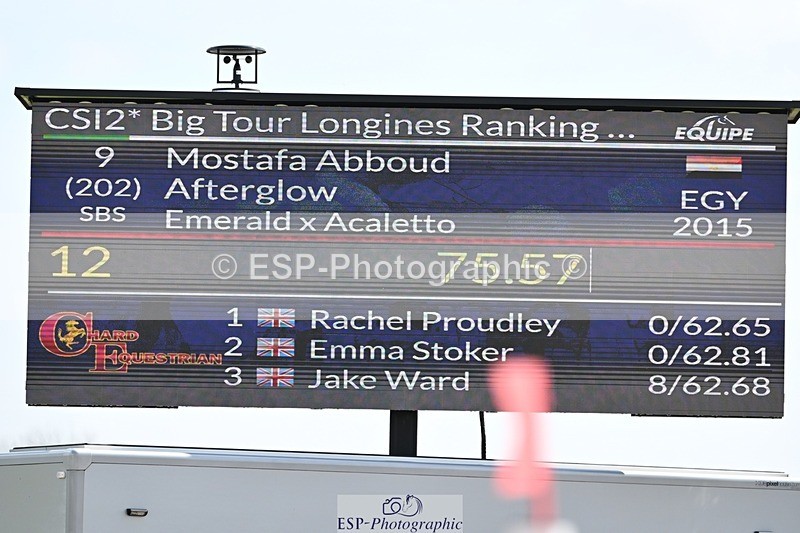 CSI2* Big Tour Longines Ranking ...
EQUIPE
9 Mostafa Abboud
(202) Afterglow EGY
SBS Emerald x Acaletto 2015
12 75.57
© ESP-Photographic ©
1 Rachel Proudley 0/62.65
2 Emma Stoker 0/62.81
3 Jake Ward 8/62.68
CHARD
EQUESTRIAN
ESP-Photographic